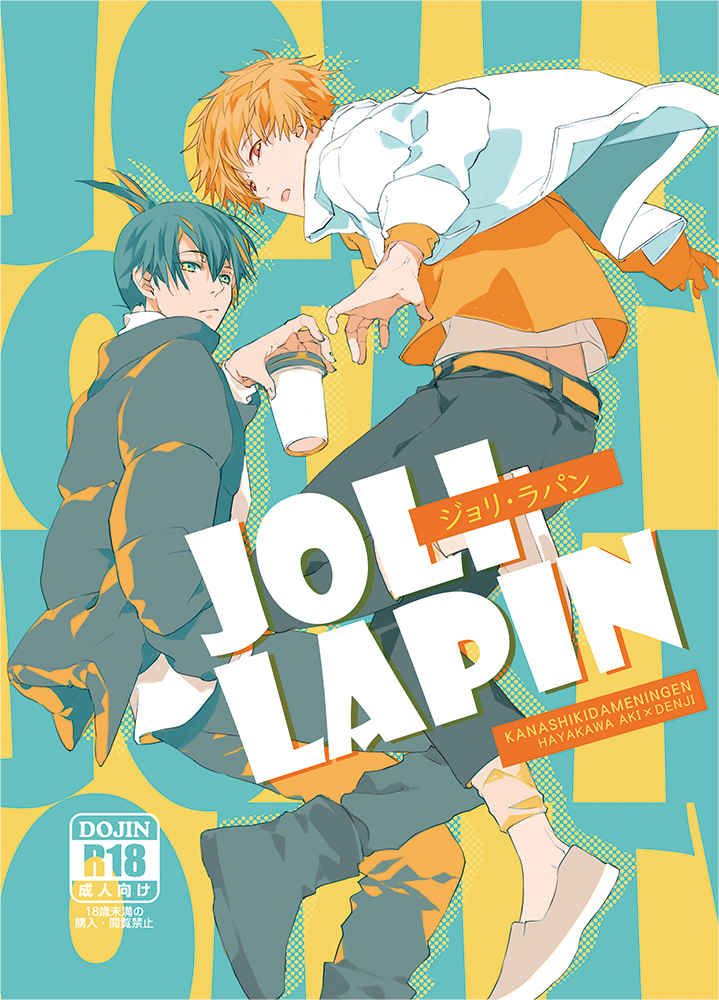 JOLI
ジョリ・ラパン
LAPIN
KANASHIKIDAMENINGEN
HAYAKAWA AKI×DENJI
DOJIN
R18
成人向け
18歳未満の
購入・閲覧禁止